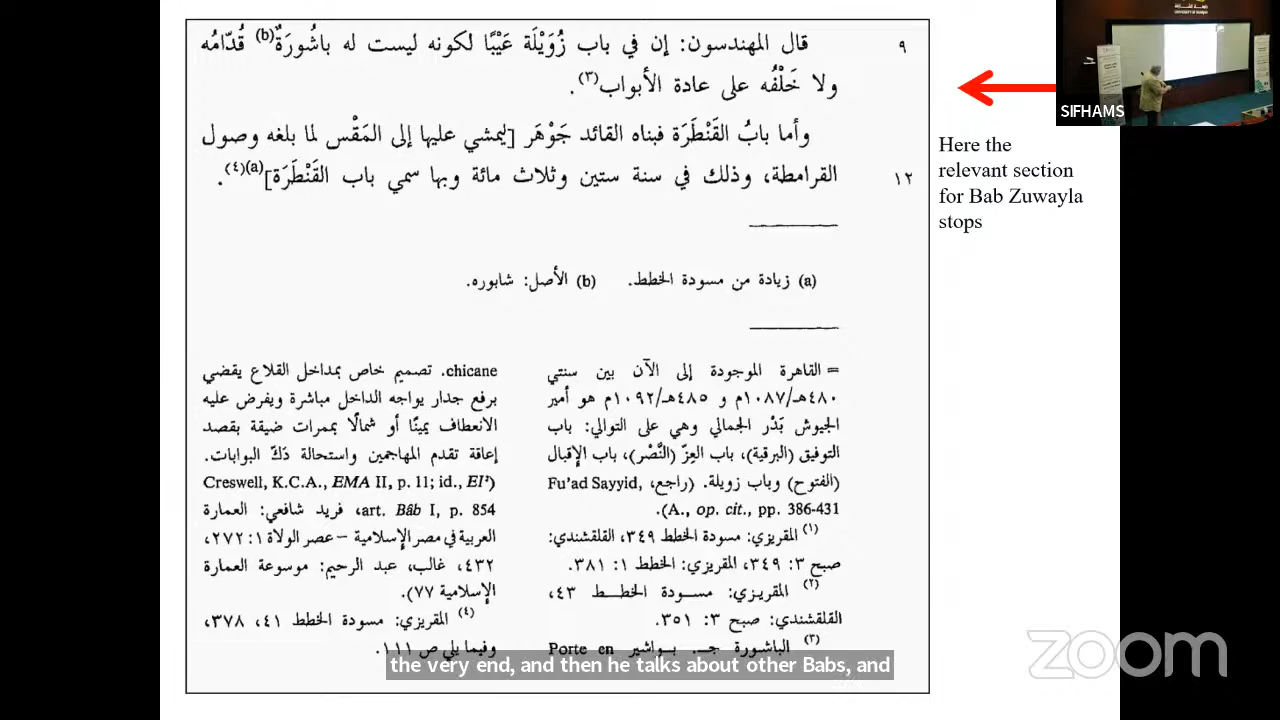 قال المهندسون: إن في باب زُوَيْلَة عَيْبًا لكونه ليست له باشُورَةٌ(b) قُدّامُه
٩
ولا خَلْفُه على عادة الأبواب(٣).
وأما بابُ القَنْطَرَة فبناه القائد جَوْهَر [ليمشي عليها إلى المَقْس لما بلغه وصول
القرامطة، وذلك في سنة ستين وثلاث مائة وبها سمي باب القَنْطَرَة](a)(٤).
١٢
(a) زيادة من مسودة الخطط. (b) الأصل: شابوره.
= القاهرة الموجودة إلى الآن بين سنتي
٤٨٠هـ/١٠٨٧م و ٤٨٥هـ/١٠٩٢م هو أمير
الجيوش بَدْر الجمالي وهي على التوالي: باب
التوفيق (البرقية)، باب العِزّ (النَّصْر)، باب الإقبال
(الفتوح) وباب زويلة. (راجع، Fu'ad Sayyid,
A., op. cit., pp. 386-431).
(١) المقريزي: مسودة الخطط ٣٤٩، القلقشندي:
صبح ٣: ٣٤٩، المقريزي: الخطط ١: ٣٨١.
(٢) المقريزي: مسودة الخطط ٤٣،
القلقشندي: صبح ٣: ٣٥١.
(٣) الباشورة جـ. بواشير Porte en
chicane. تصميم خاص بمداخل القلاع يقضي
برفع جدار يواجه الداخل مباشرة ويفرض عليه
الانعطاف يمينًا أو شمالًا بممرات ضيقة بقصد
إعاقة تقدم المهاجمين واستحالة دَكّ البوابات.
(Creswell, K.C.A., EMA II, p. 11; id., EI²
art. Bâb I, p. 854، فريد شافعي: العمارة
العربية في مصر الإسلامية – عصر الولاة ١: ٢٧٢،
٤٣٢، غالب، عبد الرحيم: موسوعة العمارة
الإسلامية ٧٧).
(٤) المقريزي: مسودة الخطط ٤١، ٣٧٨،
وفيما يلي ص ١١١.
SIFHAMS
Here the
relevant section
for Bab Zuwayla
stops
the very end, and then he talks about other Babs, and
zoom